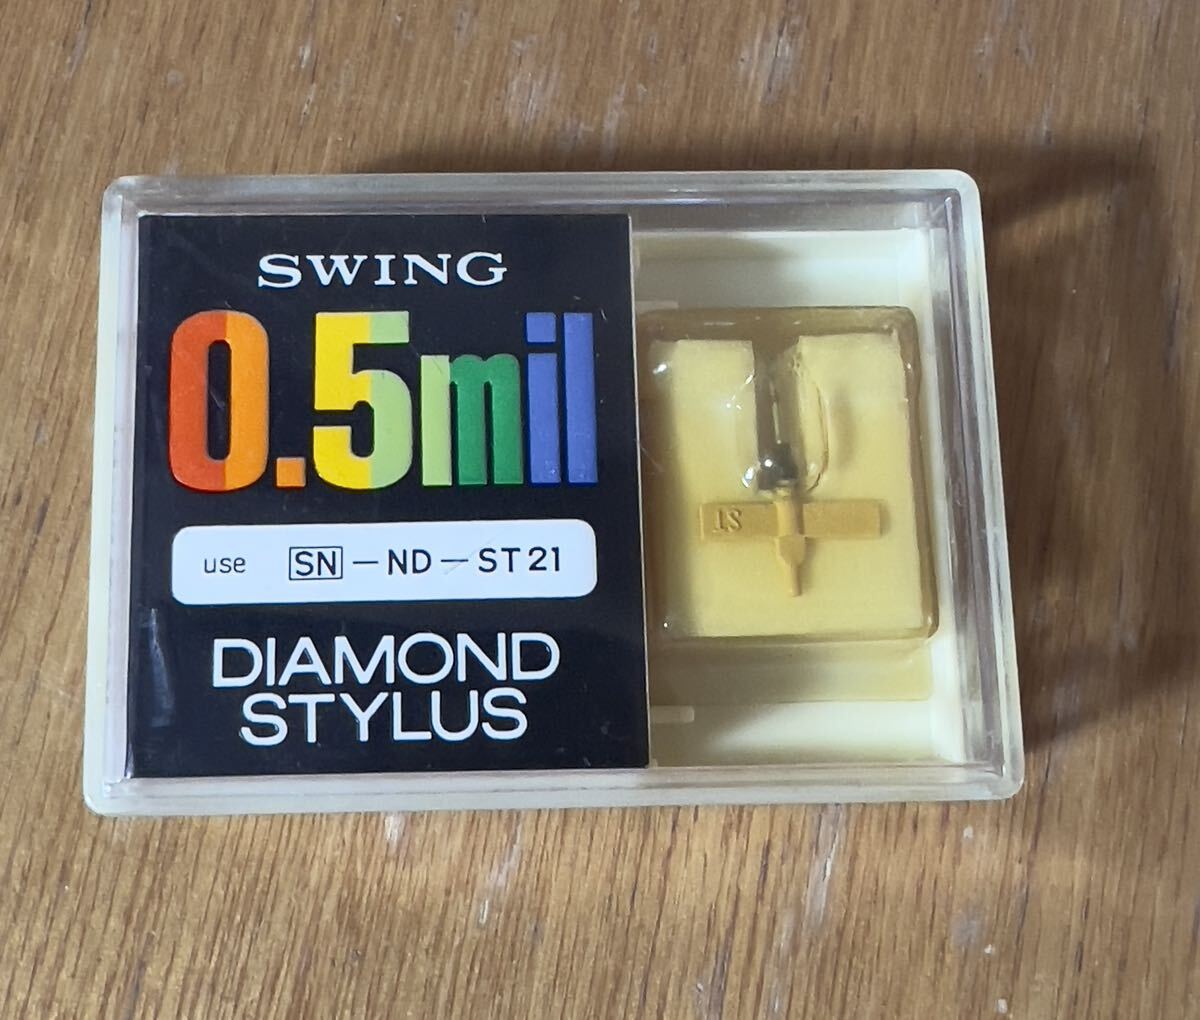 SWING
0.5mil
use SN-ND-ST21
DIAMOND
STYLUS
ST